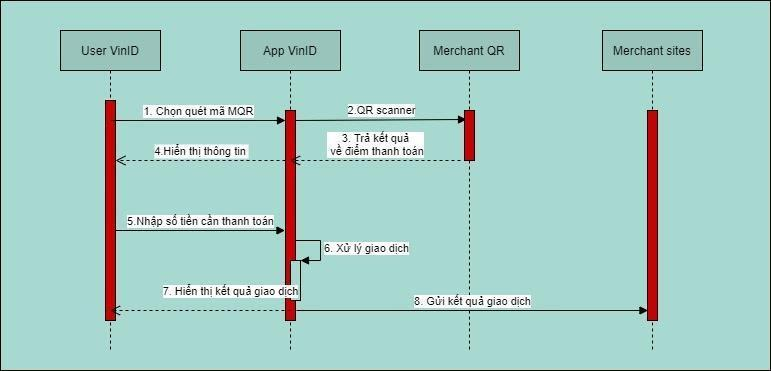 User VinID
App VinID
Merchant QR
Merchant sites
1. Chọn quét mã MQR
2.QR scanner
3. Trả kết quả
về điểm thanh toán
4.Hiển thị thông tin
5.Nhập số tiền cần thanh toán
6. Xử lý giao dịch
7. Hiển thị kết quả giao dịch
8. Gửi kết quả giao dịch